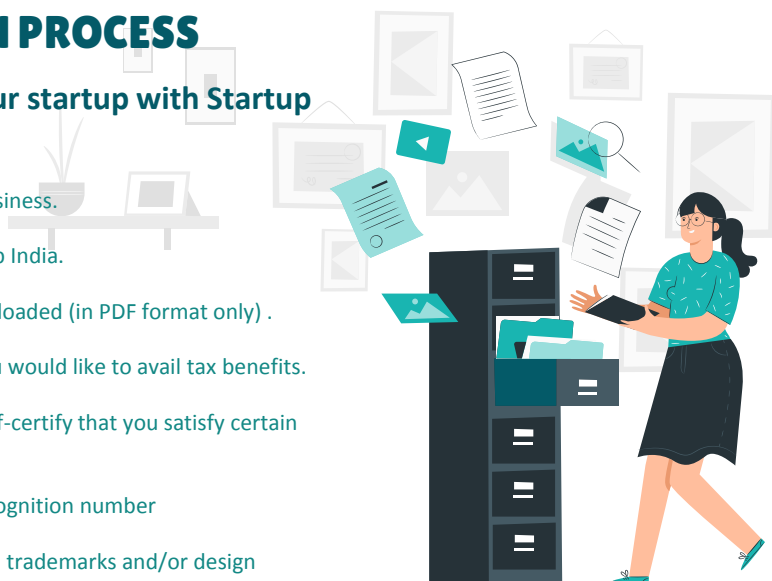 PROCESS
ur startup with Startup
siness.
India.
loaded (in PDF format only) .
would like to avail tax benefits.
f-certify that you satisfy certain
ognition number
trademarks and/or design